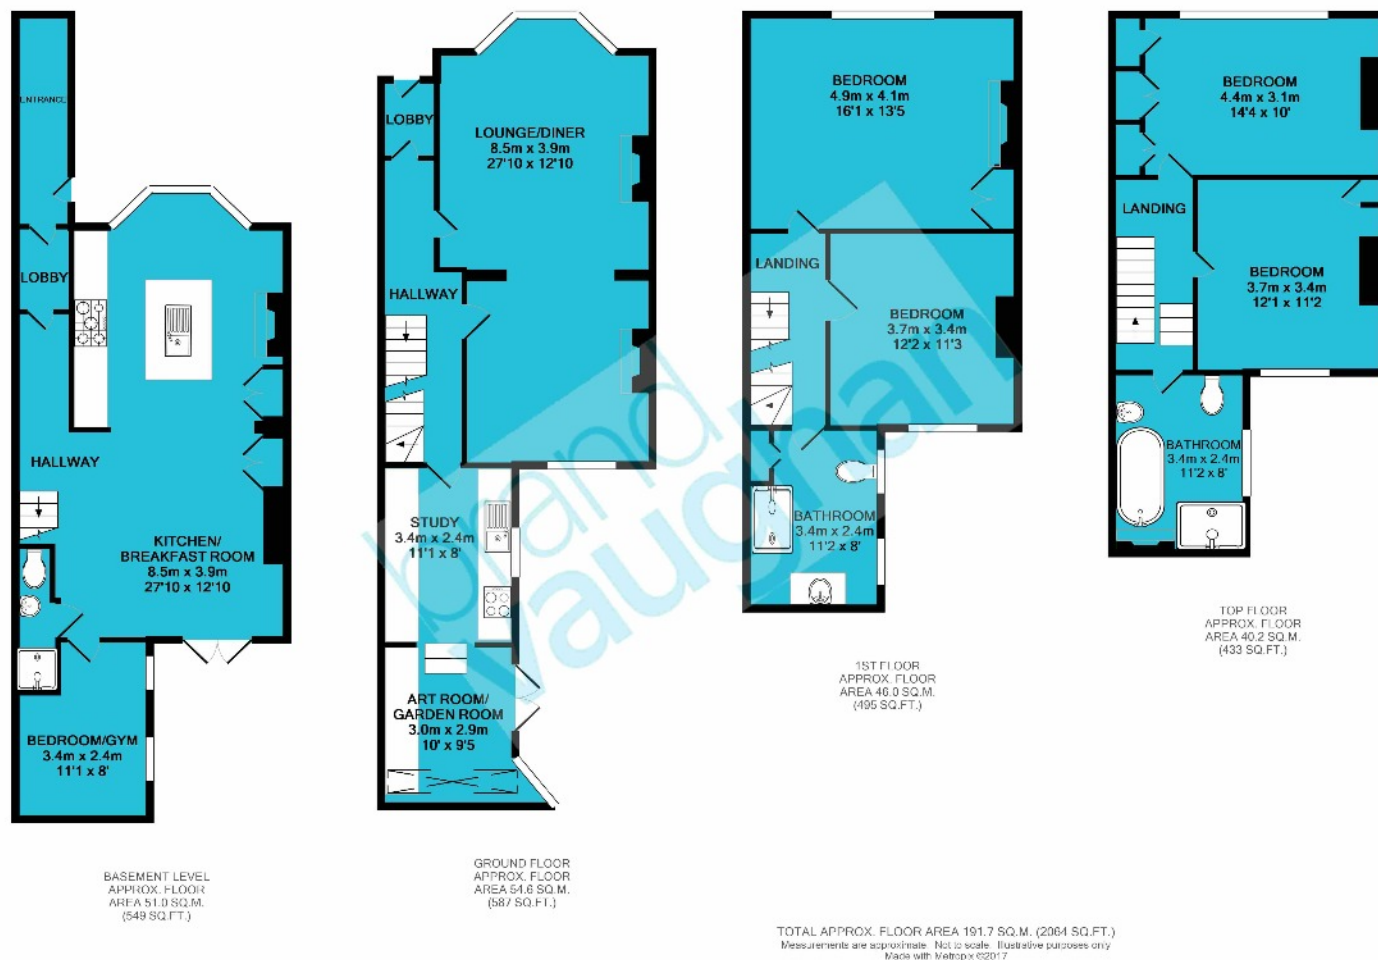 ENTRANCE
LOBBY
HALLWAY
KITCHEN/
BREAKFAST ROOM
8.5m x 3.9m
27'10 x 12'10
BEDROOM/GYM
3.4m x 2.4m
11'1 x 8'
BASEMENT LEVEL
APPROX. FLOOR
AREA 51.0 SQ.M.
(549 SQ.FT.)
LOBBY
LOUNGE/DINER
8.5m x 3.9m
27'10 x 12'10
HALLWAY
STUDY
3.4m x 2.4m
11'1 x 8'
ART ROOM/
GARDEN ROOM
3.0m x 2.9m
10' x 9'5
GROUND FLOOR
APPROX. FLOOR
AREA 54.6 SQ.M.
(587 SQ.FT.)
BEDROOM
4.9m x 4.1m
16'1 x 13'5
LANDING
BEDROOM
3.7m x 3.4m
12'2 x 11'3
BATHROOM
3.4m x 2.4m
11'2 x 8'
1ST FLOOR
APPROX. FLOOR
AREA 46.0 SQ.M.
(495 SQ.FT.)
BEDROOM
4.4m x 3.1m
14'4 x 10'
LANDING
BEDROOM
3.7m x 3.4m
12'1 x 11'2
BATHROOM
3.4m x 2.4m
11'2 x 8'
TOP FLOOR
APPROX. FLOOR
AREA 40.2 SQ.M.
(433 SQ.FT.)
brand
vaughan
TOTAL APPROX. FLOOR AREA 191.7 SQ.M. (2064 SQ.FT.)
Measurements are approximate. Not to scale. Illustrative purposes only
Made with Metropix ©2017